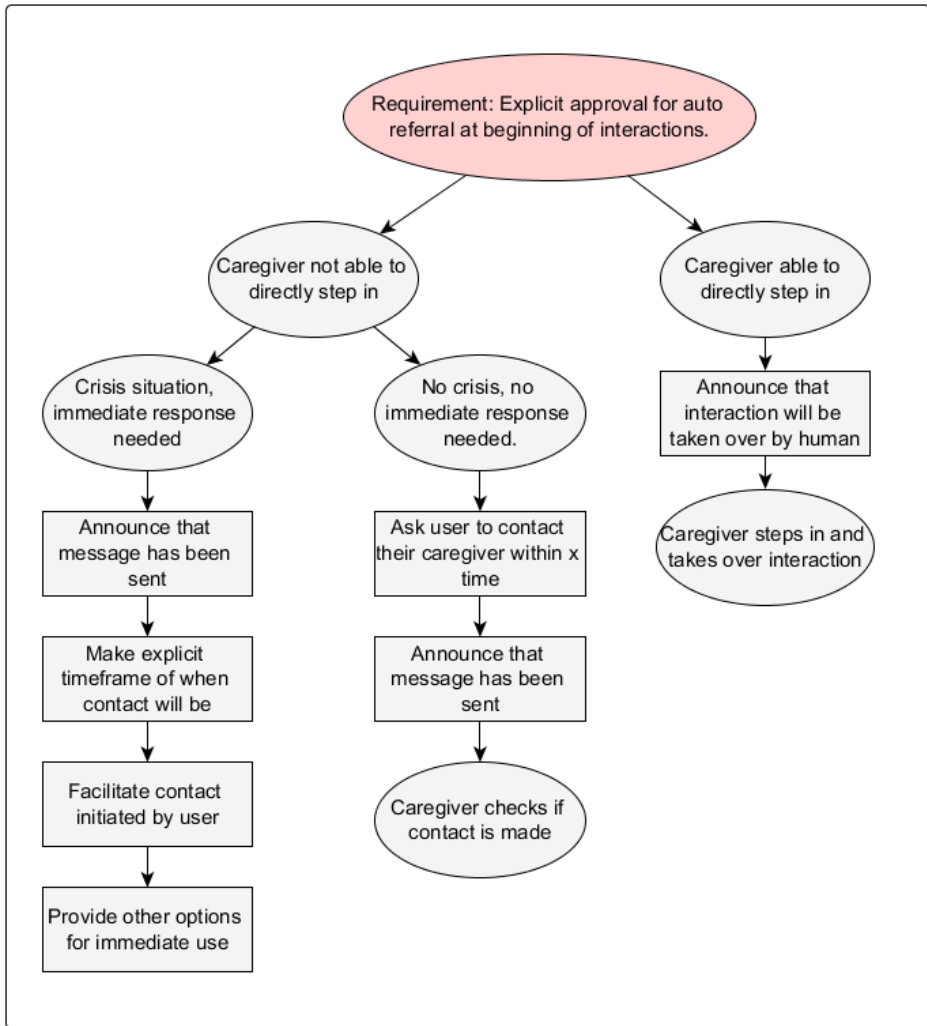 Requirement: Explicit approval for auto
referral at beginning of interactions.
Caregiver not able to
directly step in
Caregiver able to
directly step in
Crisis situation,
immediate response
needed
No crisis, no
immediate response
needed.
Announce that
interaction will be
taken over by human
Announce that
message has been
sent
Ask user to contact
their caregiver within x
time
Caregiver steps in and
takes over interaction
Make explicit
timeframe of when
contact will be
Announce that
message has been
sent
Facilitate contact
initiated by user
Caregiver checks if
contact is made
Provide other options
for immediate use